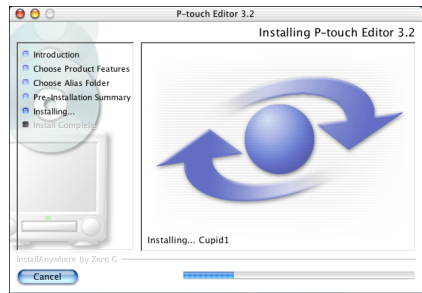 P-touch Editor 3.2
Installing P-touch Editor 3.2
Introduction
Choose Product Features
Choose Alias Folder
Pre-Installation Summary
Installing...
Install Complete
Installing... Cupid1
InstallAnywhere by Zero G
Cancel